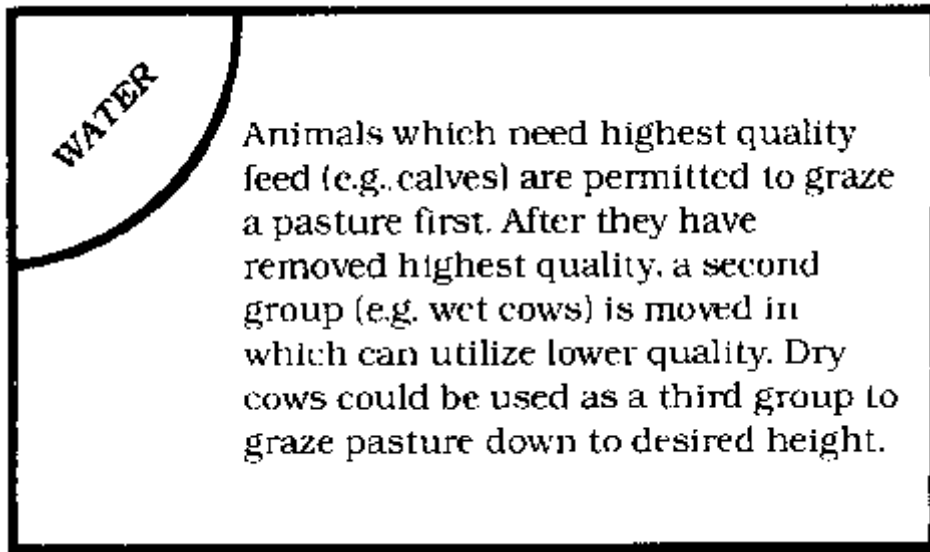 WATER
Animals which need highest quality
feed (e.g., calves) are permitted to graze
a pasture first. After they have
removed highest quality, a second
group (e.g. wet cows) is moved in
which can utilize lower quality. Dry
cows could be used as a third group to
graze pasture down to desired height.